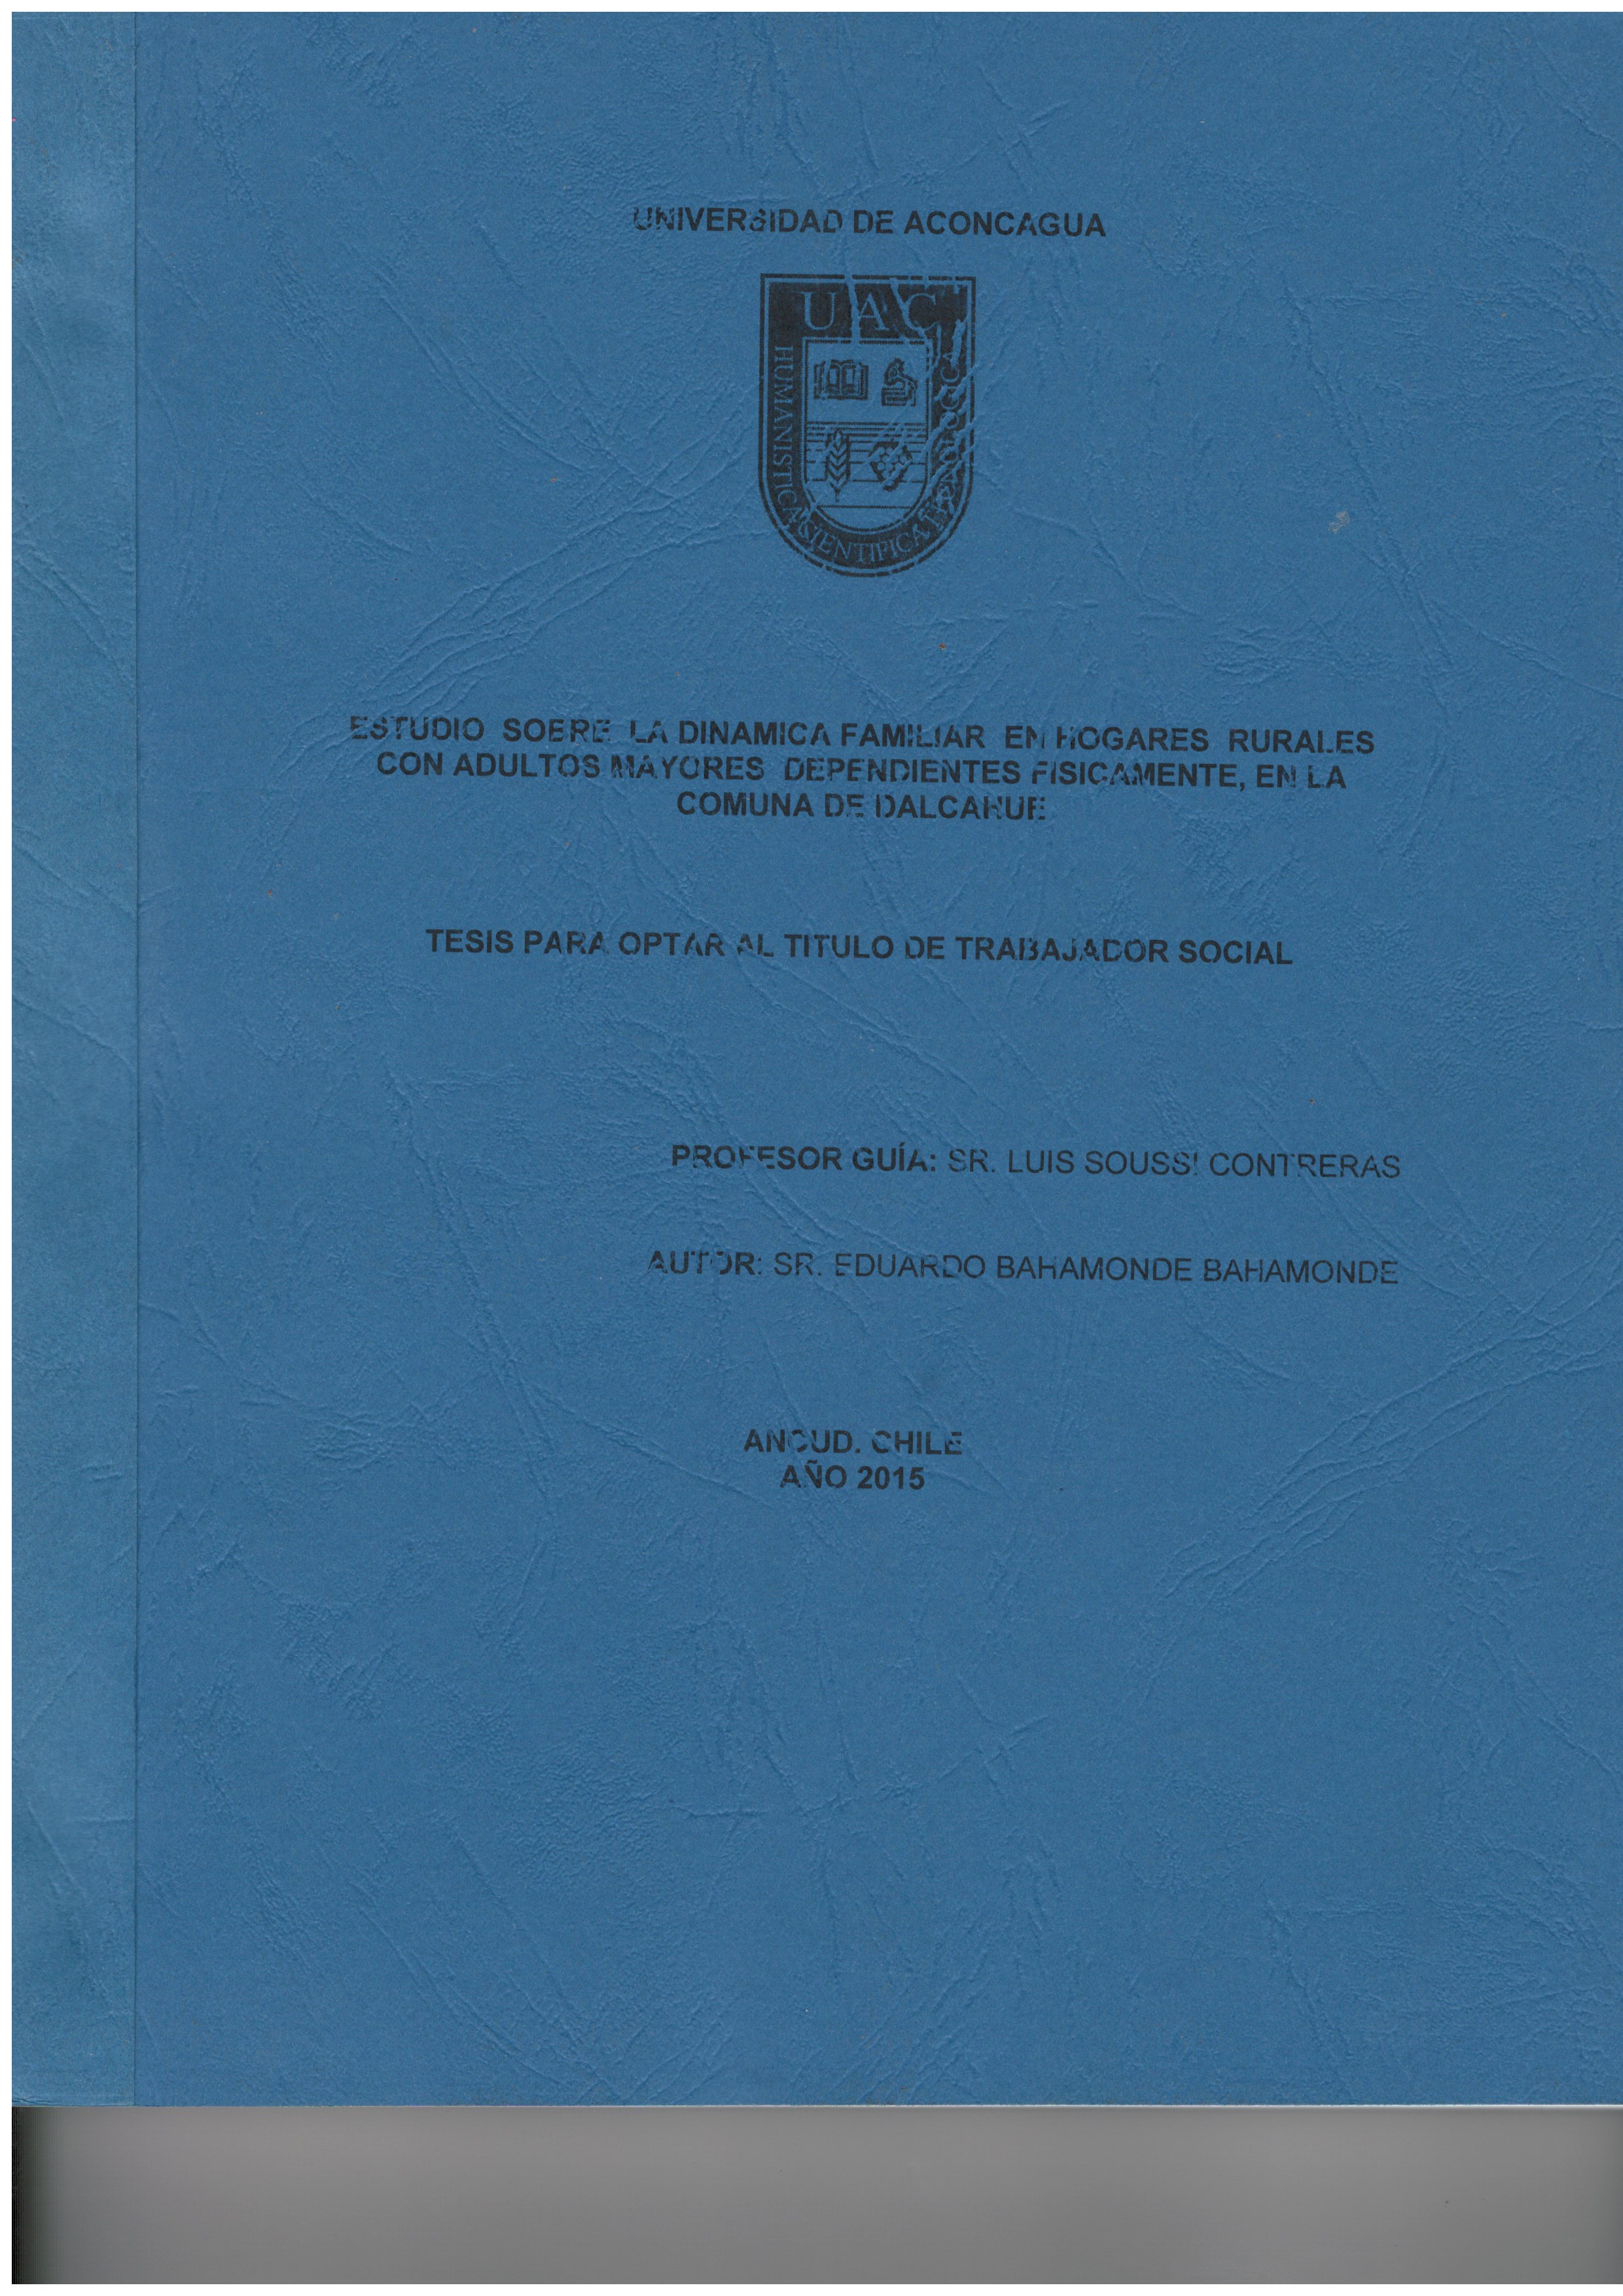 UNIVERSIDAD DE ACONCAGUA
UAC
HUMANISTICA CIENTIFICA TECNOLOGICA
ESTUDIO SOBRE LA DINAMICA FAMILIAR EN HOGARES RURALES
CON ADULTOS MAYORES DEPENDIENTES FISICAMENTE, EN LA
COMUNA DE DALCAHUE
TESIS PARA OPTAR AL TITULO DE TRABAJADOR SOCIAL
PROFESOR GUÍA: SR. LUIS SOUSSI CONTRERAS
AUTOR: SR. EDUARDO BAHAMONDE BAHAMONDE
ANCUD. CHILE
AÑO 2015